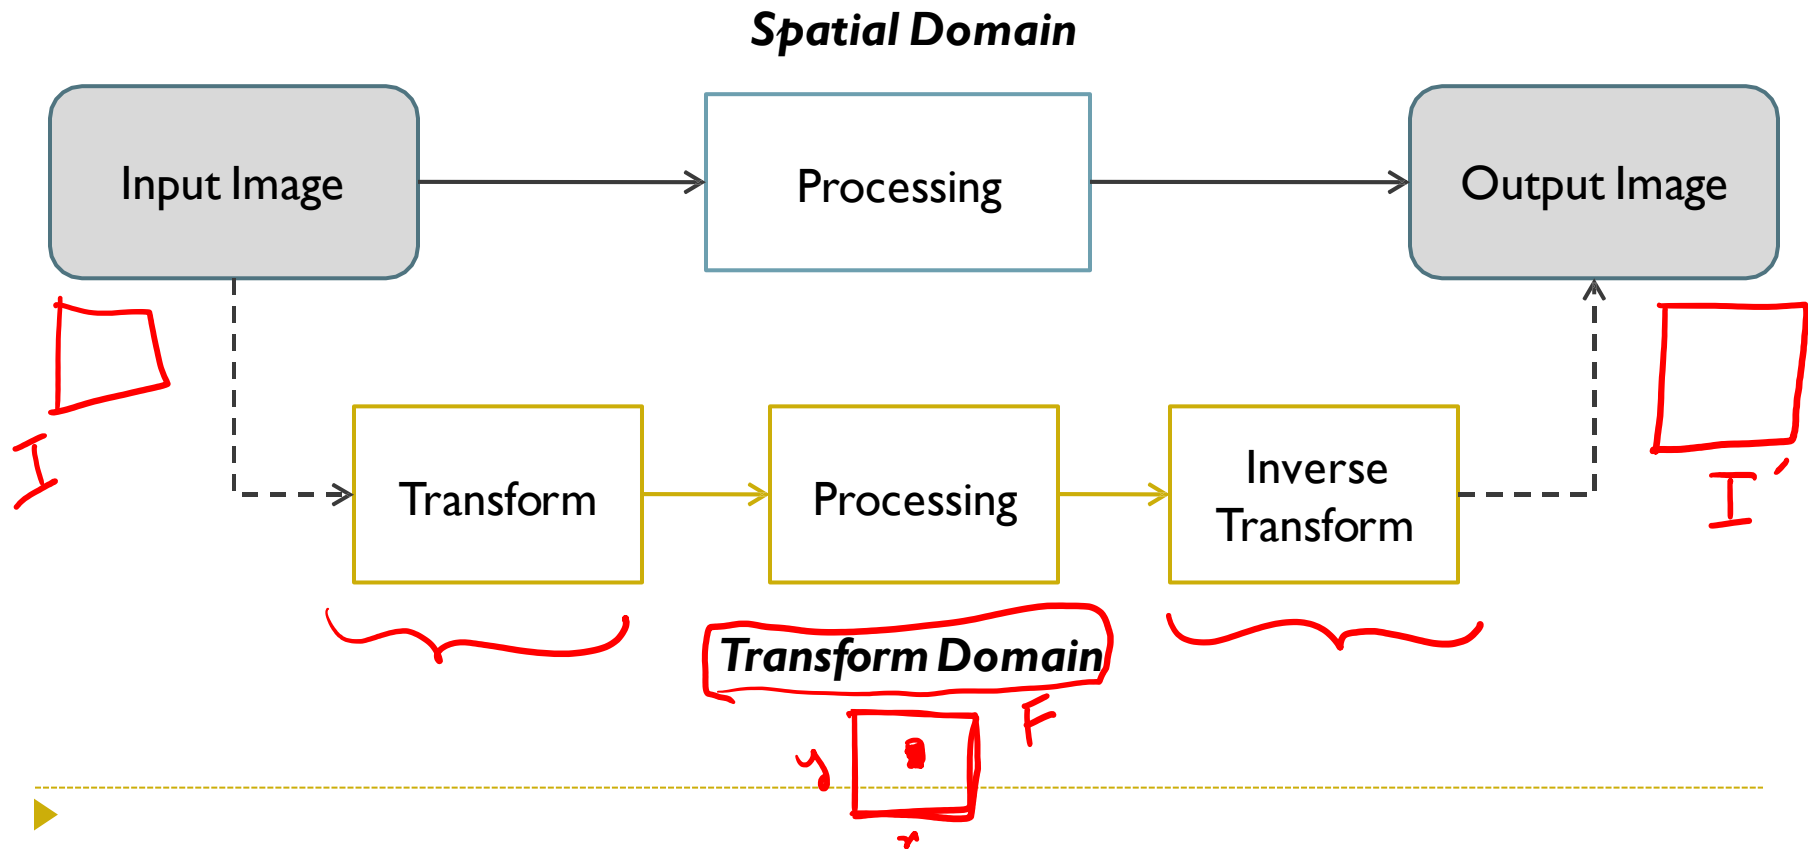 Spatial Domain
Input Image
Processing
Output Image
I
Transform
Processing
Inverse
Transform
I'
Transform Domain
F
y